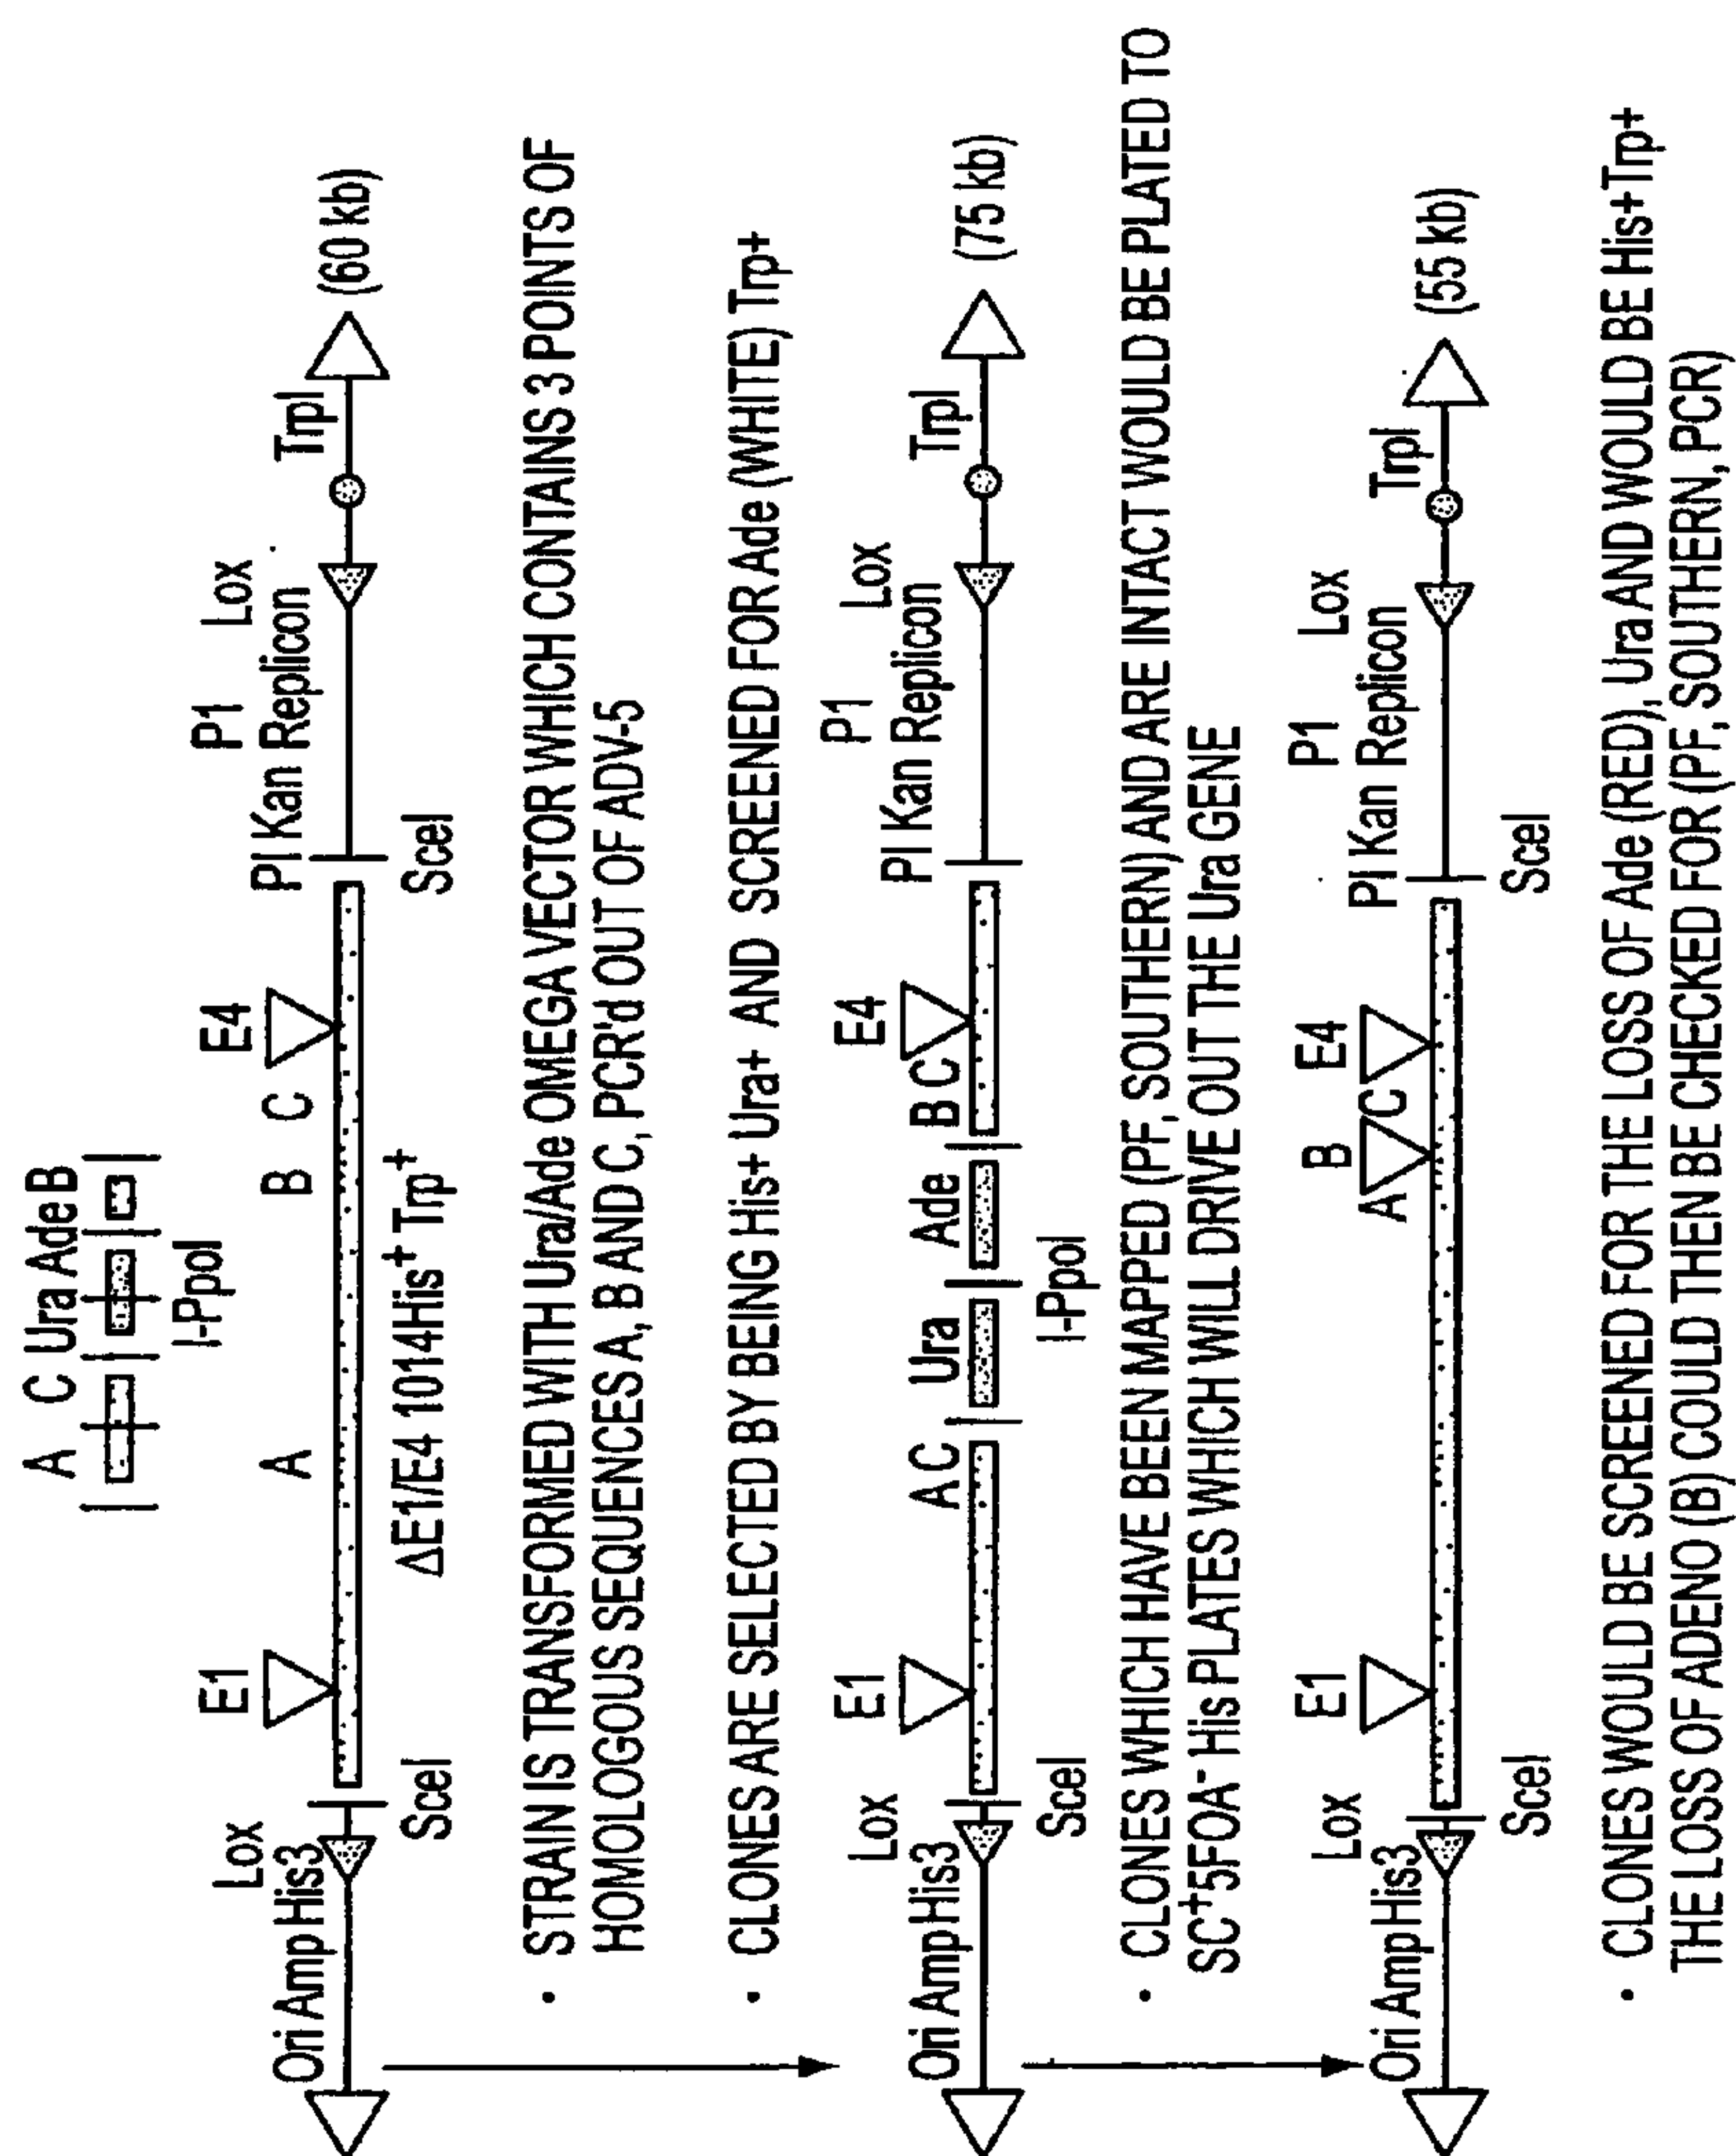 A C Ura Ade B
I-PpoI
E1 A B C E4 P1
Lox Lox
Ori Amp His3 PI Kan Replicon TrpI
(60 kb)
SceI ΔE1/E4 1014His+ Trp+ SceI
• STRAIN IS TRANSFORMED WITH Ura/Ade OMEGA VECTOR WHICH CONTAINS 3 POINTS OF
HOMOLOGOUS SEQUENCES A, B AND C, PCR'd OUT OF ADV-5
• CLONES ARE SELECTED BY BEING His+ Ura+ AND SCREENED FOR Ade (WHITE) Trp+
E1 E4 P1
Lox Lox
Ori Amp His3 A C Ura Ade B C PI Kan Replicon TrpI
(75 kb)
SceI I-PpoI
• CLONES WHICH HAVE BEEN MAPPED (PF, SOUTHERN) AND ARE INTACT WOULD BE PLATED TO
SC+5FOA- His PLATES WHICH WILL DRIVE OUT THE Ura GENE
E1 B E4 P1
Lox Lox
Ori Amp His3 A C PI Kan Replicon TrpI
(55 kb)
SceI SceI
• CLONES WOULD BE SCREENED FOR THE LOSS OF Ade (RED), Ura AND WOULD BE His+Trp+
THE LOSS OF ADENO (B) COULD THEN BE CHECKED FOR (PF, SOUTHERN, PCR)